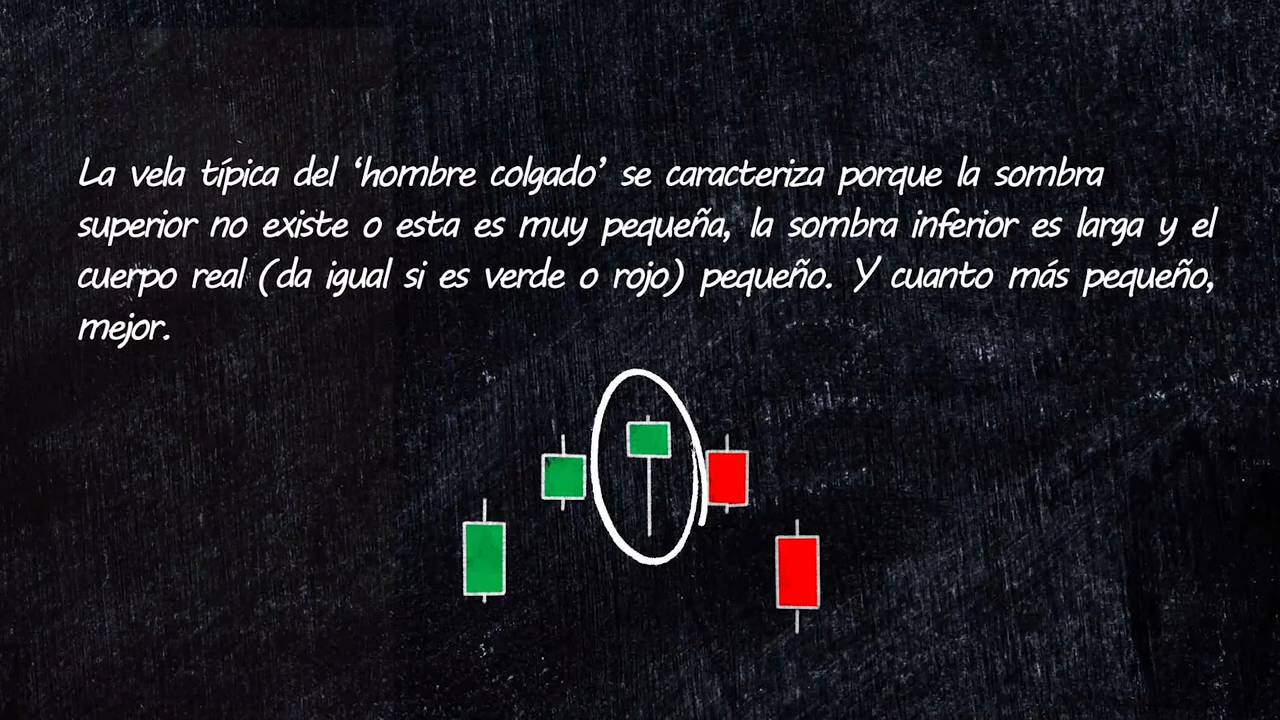 La vela típica del ‘hombre colgado’ se caracteriza porque la sombra
superior no existe o esta es muy pequeña, la sombra inferior es larga y el
cuerpo real (da igual si es verde o rojo) pequeño. Y cuanto más pequeño,
mejor.